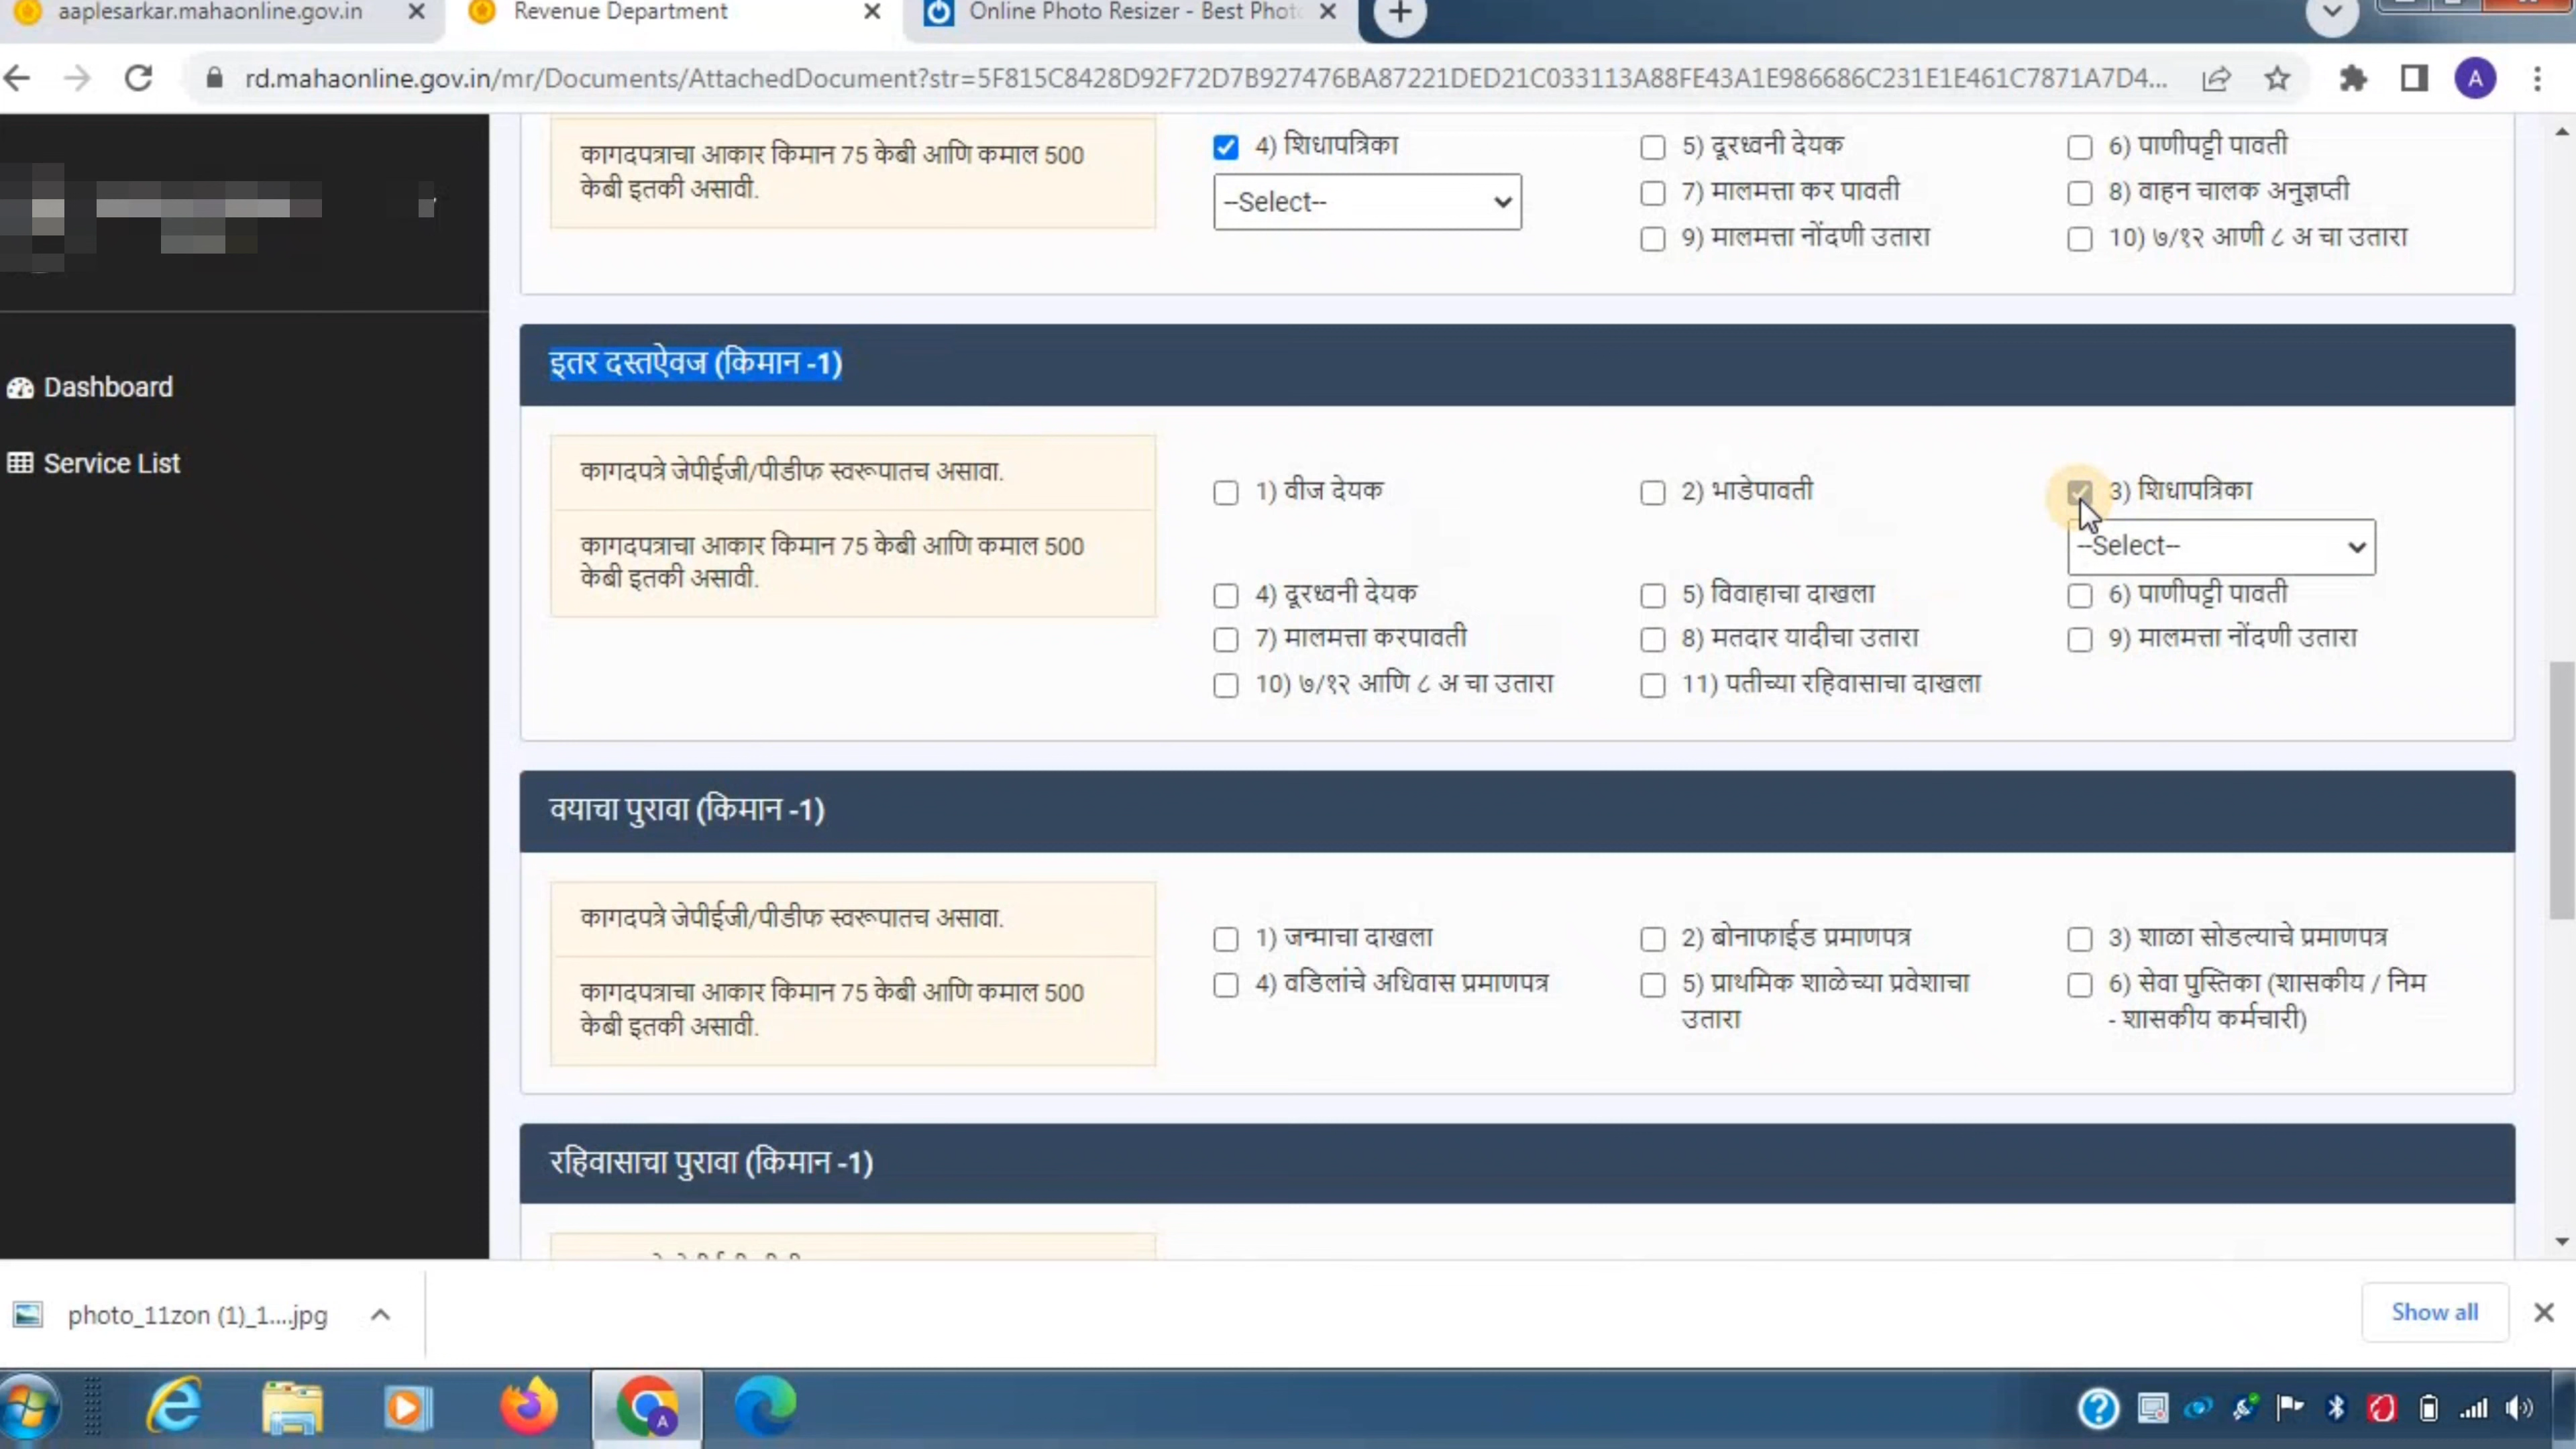 aaplesarkar.mahaonline.gov.in
Revenue Department
Online Photo Resizer - Best Phot
rd.mahaonline.gov.in/mr/Documents/AttachedDocument?str=5F815C8428D92F72D7B927476BA87221DED21C033113A88FE43A1E986686C231E1E461C7871A7D4...
A
Dashboard
Service List
कागदपत्राचा आकार किमान 75 केबी आणि कमाल 500
केबी इतकी असावी.
4) शिधापत्रिका
5) दूरध्वनी देयक
6) पाणीपट्टी पावती
--Select--
7) मालमत्ता कर पावती
8) वाहन चालक अनुज्ञप्ती
9) मालमत्ता नोंदणी उतारा
10) ७/१२ आणी ८ अ चा उतारा
इतर दस्तऐवज (किमान -1)
कागदपत्रे जेपीईजी/पीडीफ स्वरूपातच असावा.
कागदपत्राचा आकार किमान 75 केबी आणि कमाल 500
केबी इतकी असावी.
1) वीज देयक
2) भाडेपावती
3) शिधापत्रिका
--Select--
4) दूरध्वनी देयक
5) विवाहाचा दाखला
6) पाणीपट्टी पावती
7) मालमत्ता करपावती
8) मतदार यादीचा उतारा
9) मालमत्ता नोंदणी उतारा
10) ७/१२ आणि ८ अ चा उतारा
11) पतीच्या रहिवासाचा दाखला
वयाचा पुरावा (किमान -1)
कागदपत्रे जेपीईजी/पीडीफ स्वरूपातच असावा.
कागदपत्राचा आकार किमान 75 केबी आणि कमाल 500
केबी इतकी असावी.
1) जन्माचा दाखला
2) बोनाफाईड प्रमाणपत्र
3) शाळा सोडल्याचे प्रमाणपत्र
4) वडिलांचे अधिवास प्रमाणपत्र
5) प्राथमिक शाळेच्या प्रवेशाचा
उतारा
6) सेवा पुस्तिका (शासकीय / निम
- शासकीय कर्मचारी)
रहिवासाचा पुरावा (किमान -1)
photo_11zon (1)_1....jpg
Show all
A